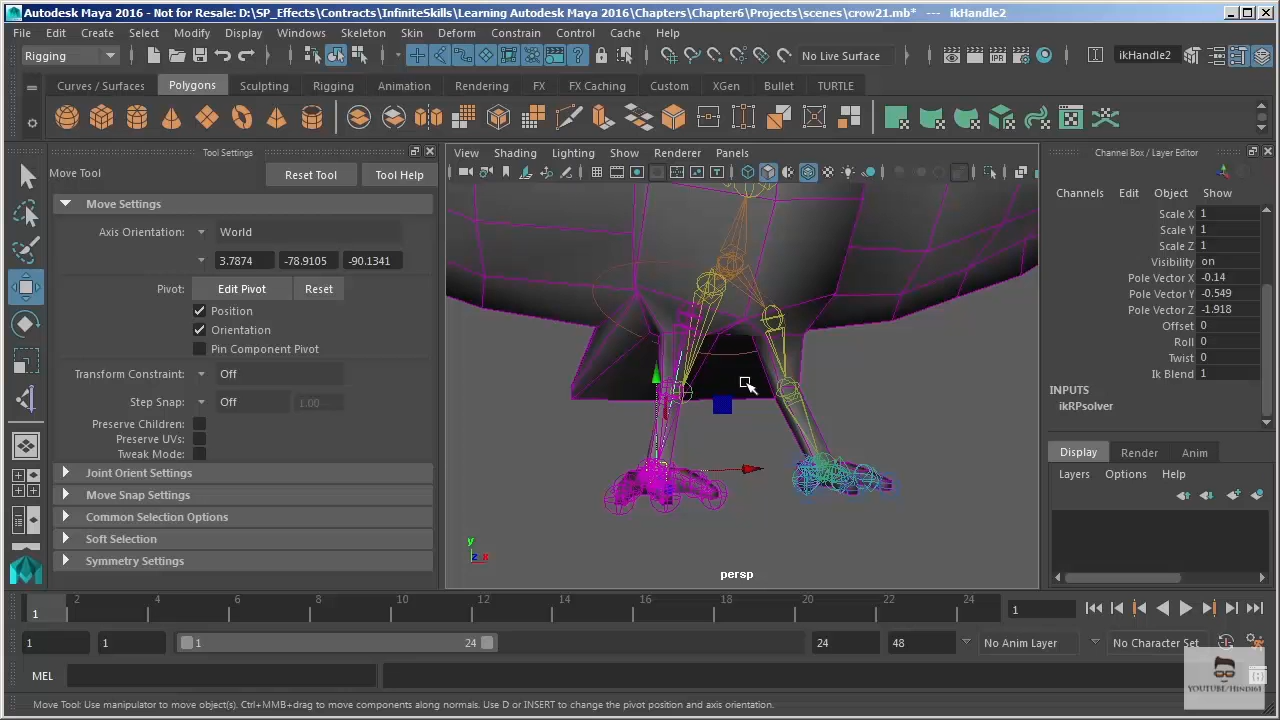 Autodesk Maya 2016 - Not for Resale: D:\SP_Effects\Contracts\InfiniteSkills\Learning Autodesk Maya 2016\Chapters\Chapter6\Projects\scenes\crow21.mb* --- ikHandle2
File Edit Create Select Modify Display Windows Skeleton Skin Deform Constrain Control Cache Help
Rigging No Live Surface ikHandle2
Curves / Surfaces Polygons Sculpting Rigging Animation Rendering FX FX Caching Custom XGen Bullet TURTLE
Tool Settings
Move Tool Reset Tool Tool Help
Move Settings
Axis Orientation: World
3.7874 -78.9105 -90.1341
Pivot: Edit Pivot Reset
Position
Orientation
Pin Component Pivot
Transform Constraint: Off
Step Snap: Off 1.00
Preserve Children:
Preserve UVs:
Tweak Mode:
Joint Orient Settings
Move Snap Settings
Common Selection Options
Soft Selection
Symmetry Settings
View Shading Lighting Show Renderer Panels
y
z x
persp
Channel Box / Layer Editor
Channels Edit Object Show
Scale X 1
Scale Y 1
Scale Z 1
Visibility on
Pole Vector X -0.14
Pole Vector Y -0.549
Pole Vector Z -1.918
Offset 0
Roll 0
Twist 0
Ik Blend 1
INPUTS
ikRPsolver
Display Render Anim
Layers Options Help
1 2 4 6 8 10 12 14 16 18 20 22 24 1
1 1 1 24 24 48 No Anim Layer No Character Set
MEL
YOUTUBE/HINDI61
Move Tool: Use manipulator to move object(s). Ctrl+MMB+drag to move components along normals. Use D or INSERT to change the pivot position and axis orientation.